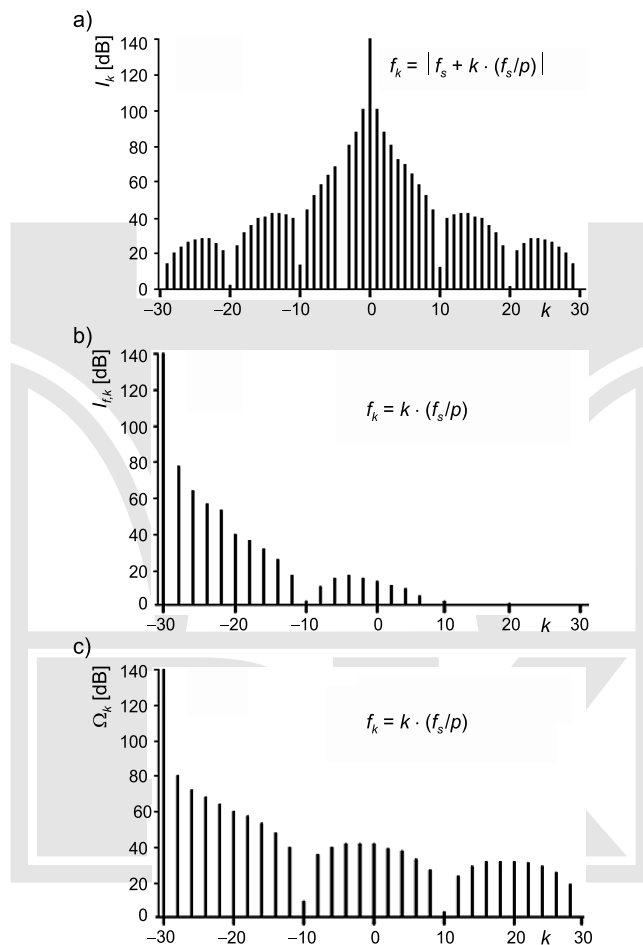 a)
I_k [dB]
140
120
100
80
60
40
20
0
f_k = | f_s + k · (f_s/p) |
–30 –20 –10 0 10 20 k 30
b)
I_{f,k} [dB]
140
120
100
80
60
40
20
0
f_k = k · (f_s/p)
–30 –20 –10 0 10 20 k 30
c)
Ω_k [dB]
140
120
100
80
60
40
20
0
f_k = k · (f_s/p)
–30 –20 –10 0 10 20 k 30